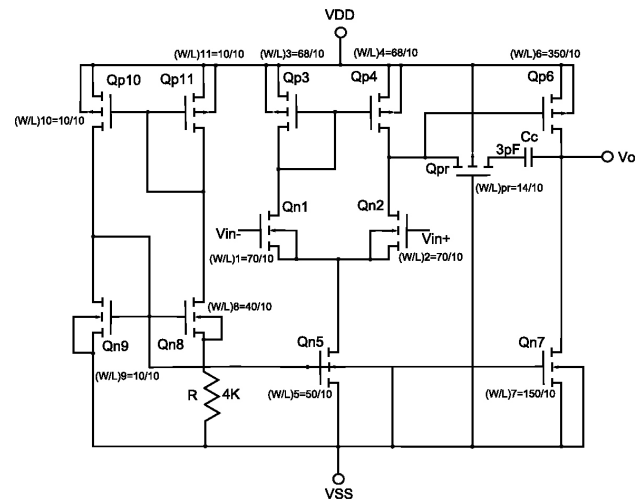 VDD
(W/L)11=10/10
(W/L)3=68/10
(W/L)4=68/10
(W/L)6=350/10
Qp10
Qp11
Qp3
Qp4
Qp6
(W/L)10=10/10
Cc
3pF
Vo
Qpr
(W/L)pr=14/10
Qn1
Qn2
Vin-
Vin+
(W/L)1=70/10
(W/L)2=70/10
(W/L)8=40/10
Qn9
Qn8
Qn5
Qn7
(W/L)9=10/10
R
4K
(W/L)5=50/10
(W/L)7=150/10
VSS